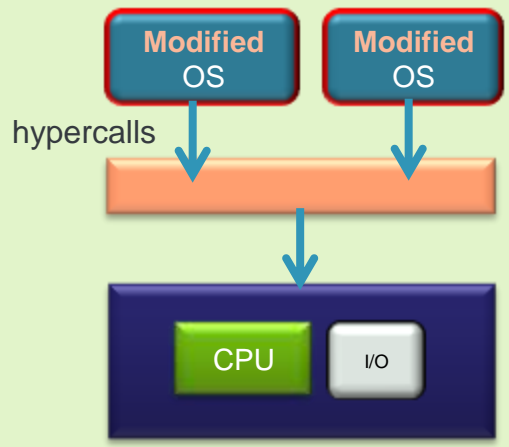 Modified
OS
Modified
OS
hypercalls
CPU
I/O